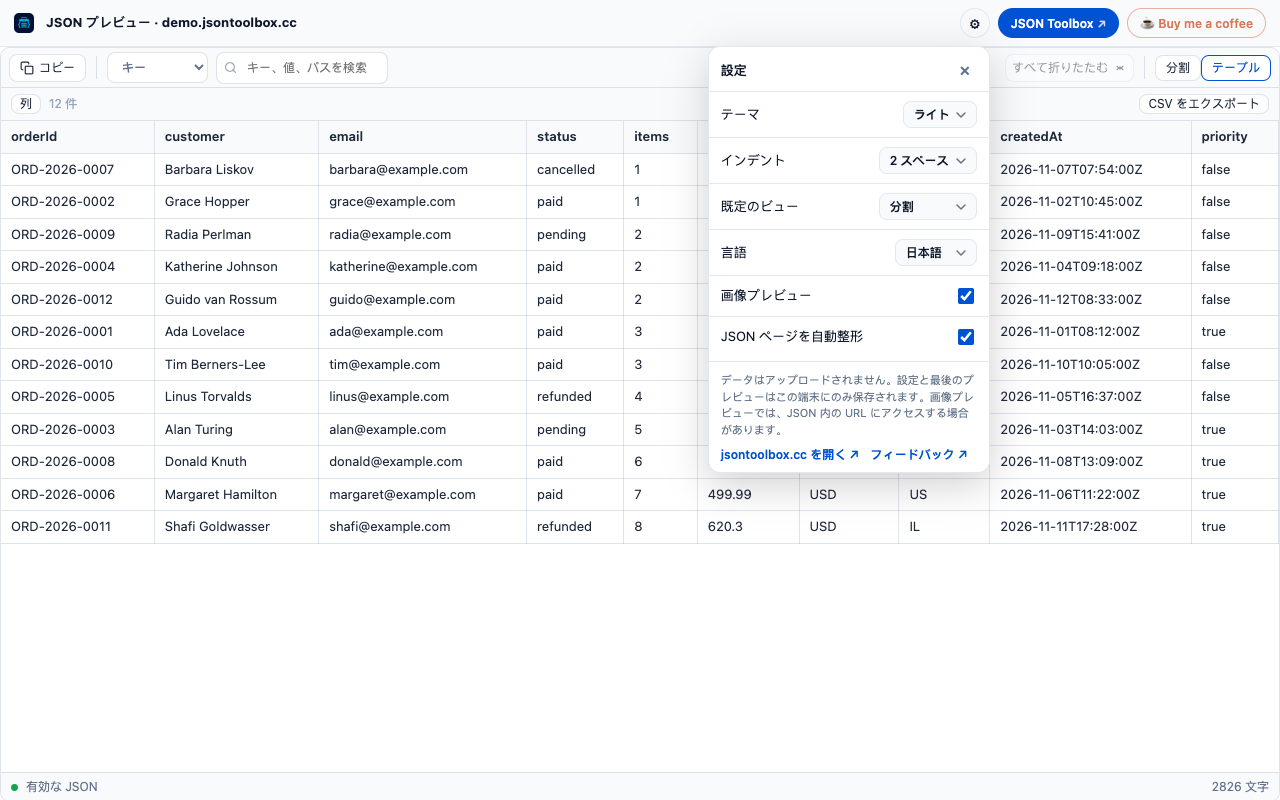 JSON プレビュー · demo.jsontoolbox.cc
JSON Toolbox ↗
☕ Buy me a coffee
コピー
キー
キー、値、パスを検索
すべて折りたたむ
分割
テーブル
列 12 件
CSV をエクスポート
orderId customer email status items createdAt priority
ORD-2026-0007 Barbara Liskov barbara@example.com cancelled 1 2026-11-07T07:54:00Z false
ORD-2026-0002 Grace Hopper grace@example.com paid 1 2026-11-02T10:45:00Z false
ORD-2026-0009 Radia Perlman radia@example.com pending 2 2026-11-09T15:41:00Z false
ORD-2026-0004 Katherine Johnson katherine@example.com paid 2 2026-11-04T09:18:00Z false
ORD-2026-0012 Guido van Rossum guido@example.com paid 2 2026-11-12T08:33:00Z false
ORD-2026-0001 Ada Lovelace ada@example.com paid 3 2026-11-01T08:12:00Z true
ORD-2026-0010 Tim Berners-Lee tim@example.com paid 3 2026-11-10T10:05:00Z false
ORD-2026-0005 Linus Torvalds linus@example.com refunded 4 2026-11-05T16:37:00Z false
ORD-2026-0003 Alan Turing alan@example.com pending 5 2026-11-03T14:03:00Z true
ORD-2026-0008 Donald Knuth donald@example.com paid 6 2026-11-08T13:09:00Z true
ORD-2026-0006 Margaret Hamilton margaret@example.com paid 7 499.99 USD US 2026-11-06T11:22:00Z true
ORD-2026-0011 Shafi Goldwasser shafi@example.com refunded 8 620.3 USD IL 2026-11-11T17:28:00Z true
設定
テーマ ライト
インデント 2 スペース
既定のビュー 分割
言語 日本語
画像プレビュー
JSON ページを自動整形
データはアップロードされません。設定と最後のプ
レビューはこの端末にのみ保存されます。画像プレ
ビューでは、JSON 内の URL にアクセスする場合
があります。
jsontoolbox.cc を開く ↗ フィードバック ↗
有効な JSON
2826 文字